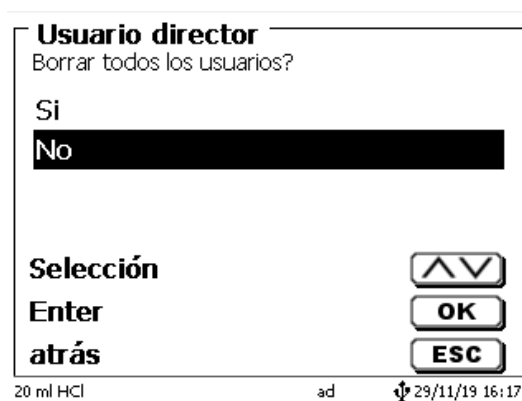 Usuario director
Borrar todos los usuarios?
Si
No
Selección
Enter OK
atrás ESC
20 ml HCl ad 29/11/19 16:17